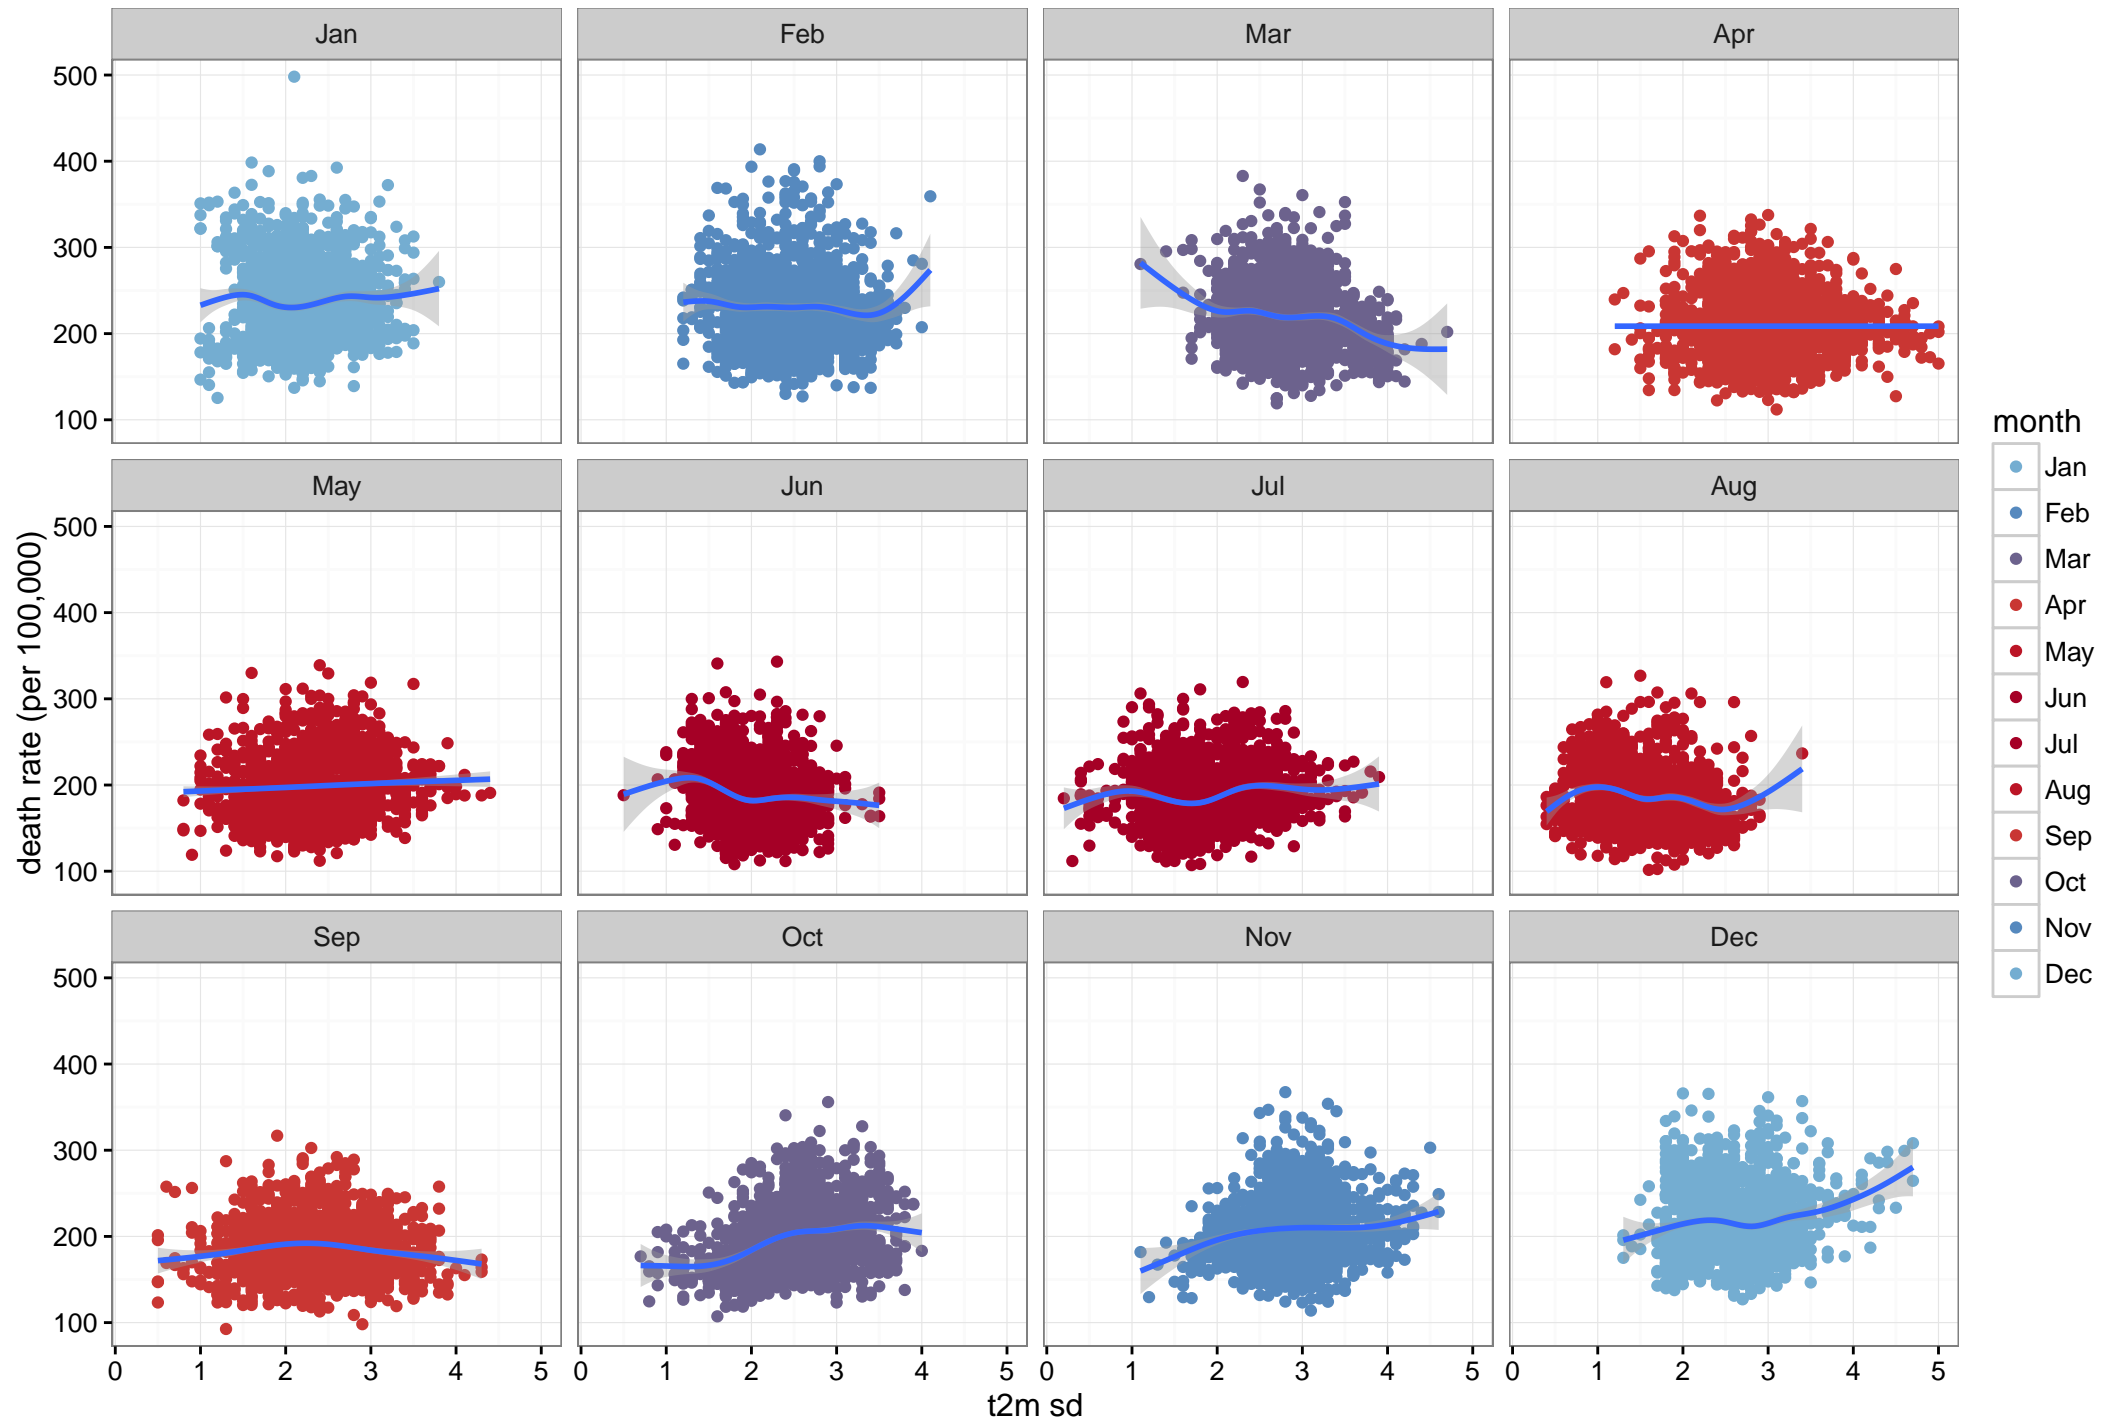 Jan Feb Mar Apr
500
400
300
200
100
May Jun Jul Aug
500
400
300
200
100
Sep Oct Nov Dec
500
400
300
200
100
0 1 2 3 4 5 0 1 2 3 4 5 0 1 2 3 4 5 0 1 2 3 4 5
t2m sd
death rate (per 100,000)
month
Jan
Feb
Mar
Apr
May
Jun
Jul
Aug
Sep
Oct
Nov
Dec